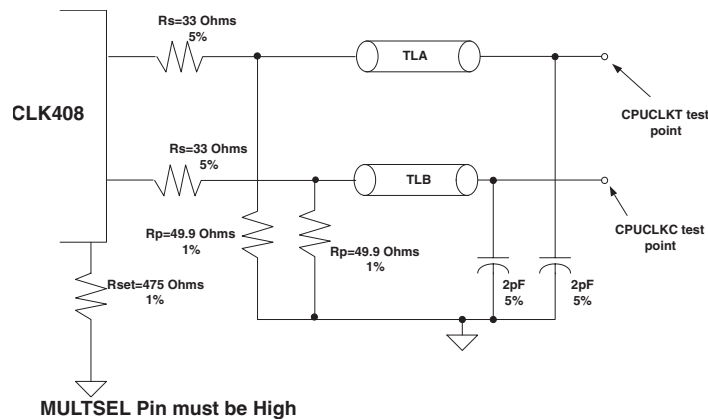 Rs=33 Ohms
5%
TLA
CLK408
CPUCLKT test
point
Rs=33 Ohms
5%
TLB
Rp=49.9 Ohms
1%
Rp=49.9 Ohms
1%
CPUCLKC test
point
Rset=475 Ohms
1%
2pF
5%
2pF
5%
MULTSEL Pin must be High